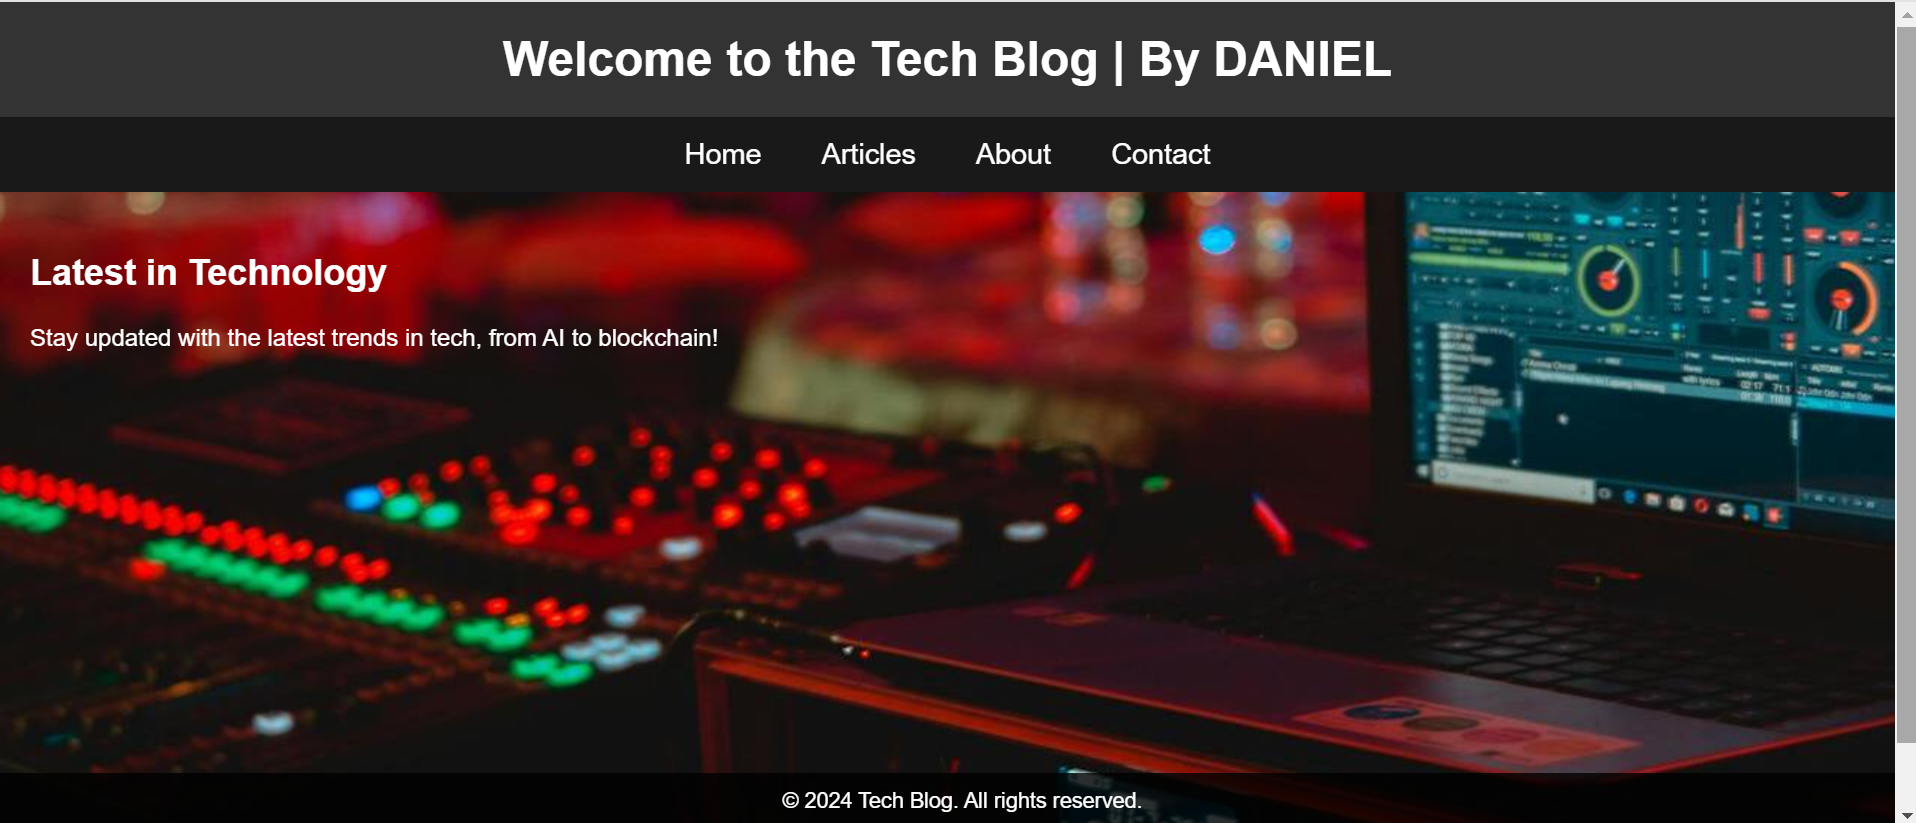 Welcome to the Tech Blog | By DANIEL
Home Articles About Contact
Latest in Technology
Stay updated with the latest trends in tech, from AI to blockchain!
© 2024 Tech Blog. All rights reserved.